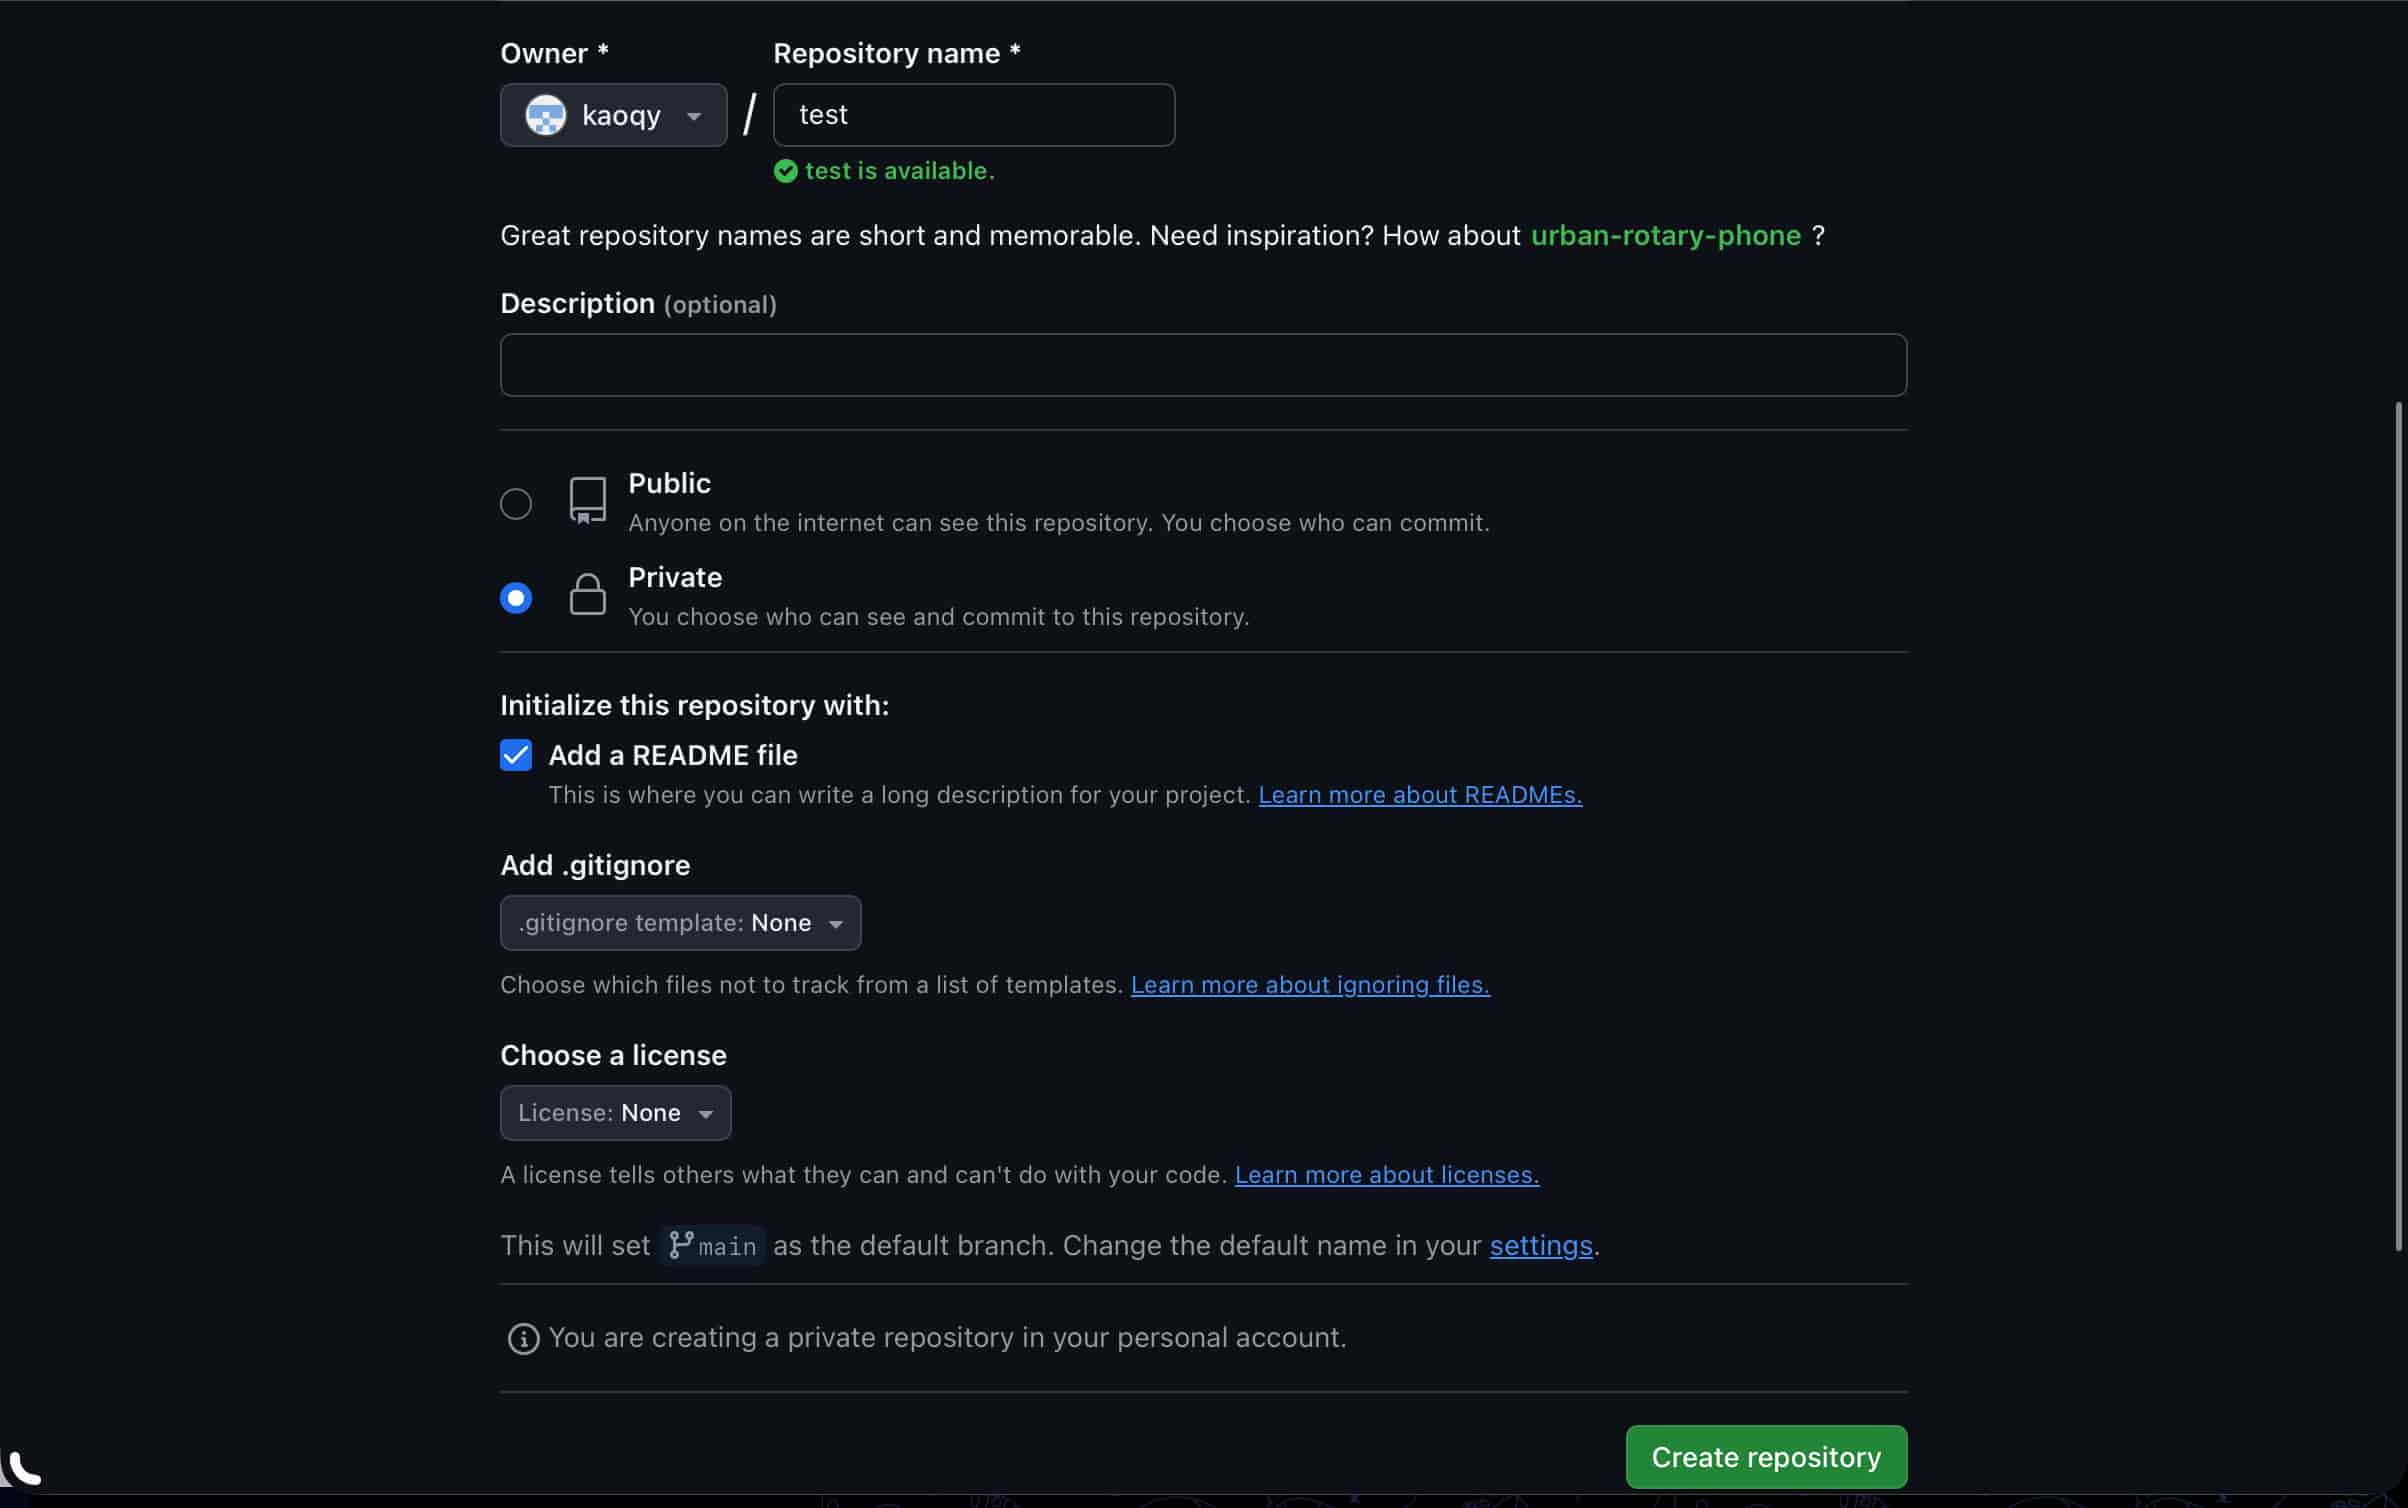 Owner * Repository name *
kaoqy / test
test is available.
Great repository names are short and memorable. Need inspiration? How about urban-rotary-phone ?
Description (optional)
Public
Anyone on the internet can see this repository. You choose who can commit.
Private
You choose who can see and commit to this repository.
Initialize this repository with:
Add a README file
This is where you can write a long description for your project. Learn more about READMEs.
Add .gitignore
.gitignore template: None
Choose which files not to track from a list of templates. Learn more about ignoring files.
Choose a license
License: None
A license tells others what they can and can't do with your code. Learn more about licenses.
This will set main as the default branch. Change the default name in your settings.
You are creating a private repository in your personal account.
Create repository